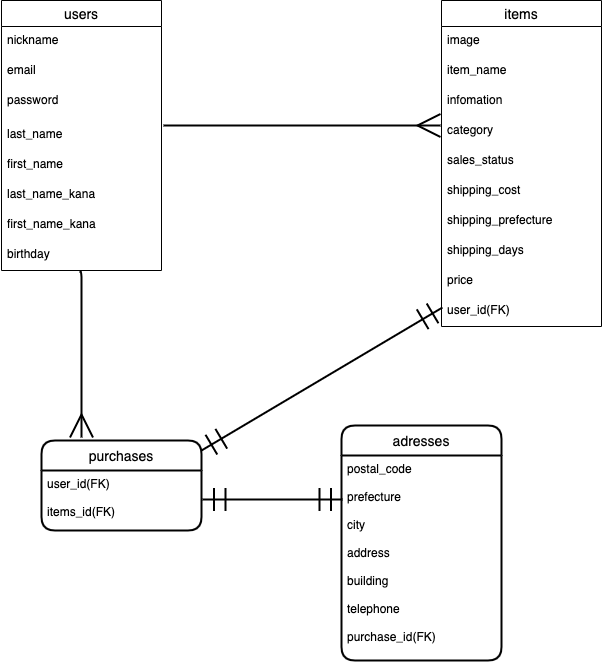 users
nickname
email
password
last_name
first_name
last_name_kana
first_name_kana
birthday
items
image
item_name
infomation
category
sales_status
shipping_cost
shipping_prefecture
shipping_days
price
user_id(FK)
purchases
user_id(FK)
items_id(FK)
adresses
postal_code
prefecture
city
address
building
telephone
purchase_id(FK)